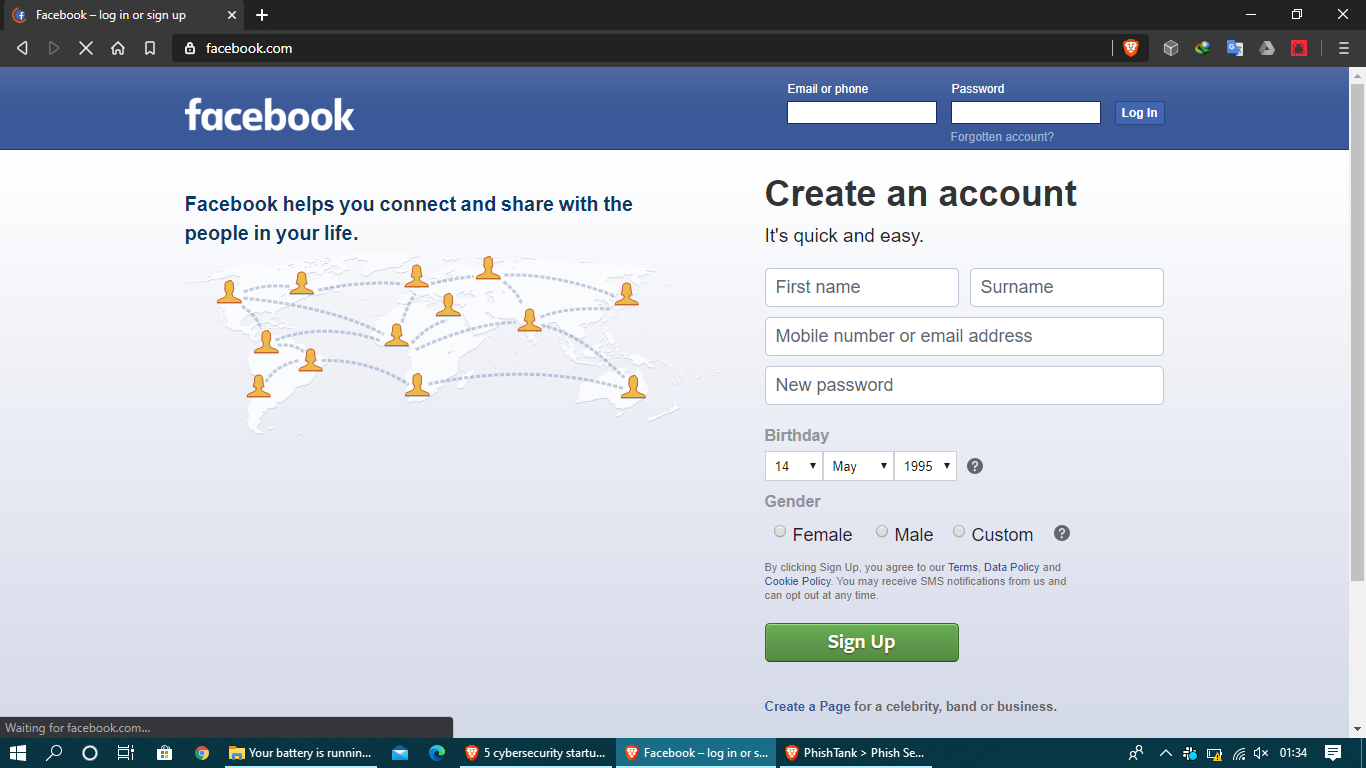 Facebook – log in or sign up
facebook.com
facebook
Email or phone
Password
Log In
Forgotten account?
Facebook helps you connect and share with the
people in your life.
Create an account
It's quick and easy.
First name
Surname
Mobile number or email address
New password
Birthday
14
May
1995
Gender
Female
Male
Custom
By clicking Sign Up, you agree to our Terms, Data Policy and
Cookie Policy. You may receive SMS notifications from us and
can opt out at any time.
Sign Up
Create a Page for a celebrity, band or business.
Waiting for facebook.com...
Your battery is runnin...
5 cybersecurity startu...
Facebook – log in or s...
PhishTank > Phish Se...
01:34